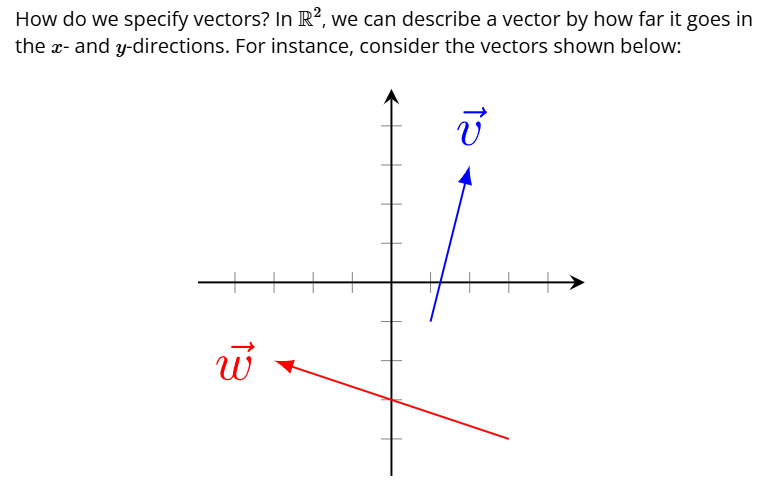 How do we specify vectors? In ℝ², we can describe a vector by how far it goes in
the x- and y-directions. For instance, consider the vectors shown below:
v⃗
w⃗